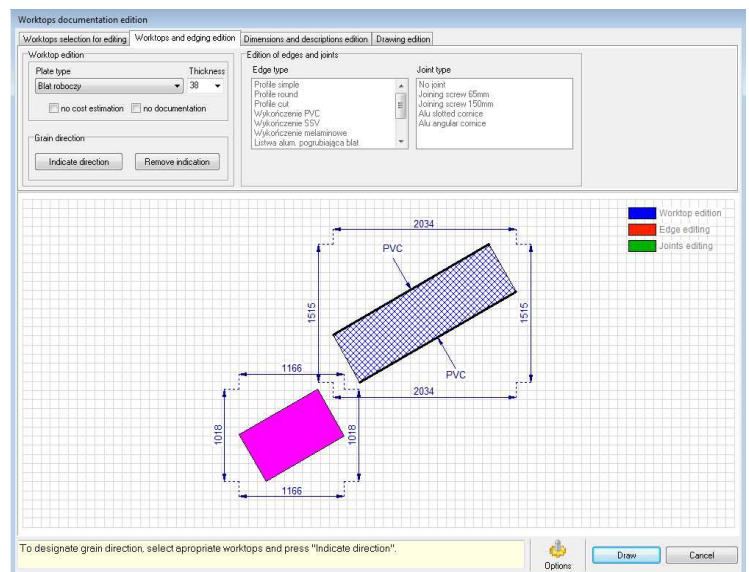 Worktops documentation edition
Worktops selection for editing
Worktops and edging edition
Dimensions and descriptions edition
Drawing edition
Worktop edition
Plate type
Thickness
Blat roboczy
38
no cost estimation
no documentation
Grain direction
Indicate direction
Remove indication
Edition of edges and joints
Edge type
Profile simple
Profile round
Profile cut
Wykończenie PVC
Wykończenie SSV
Wykończenie melaminowe
Listwa alum. pogrubiająca blat
Joint type
No joint
Joining screw 65mm
Joining screw 150mm
Alu slotted cornice
Alu angular cornice
Worktop edition
Edge editing
Joints editing
2034
PVC
1515
1515
PVC
2034
1166
1018
1018
1166
To designate grain direction, select apropriate worktops and press "Indicate direction".
Options
Draw
Cancel